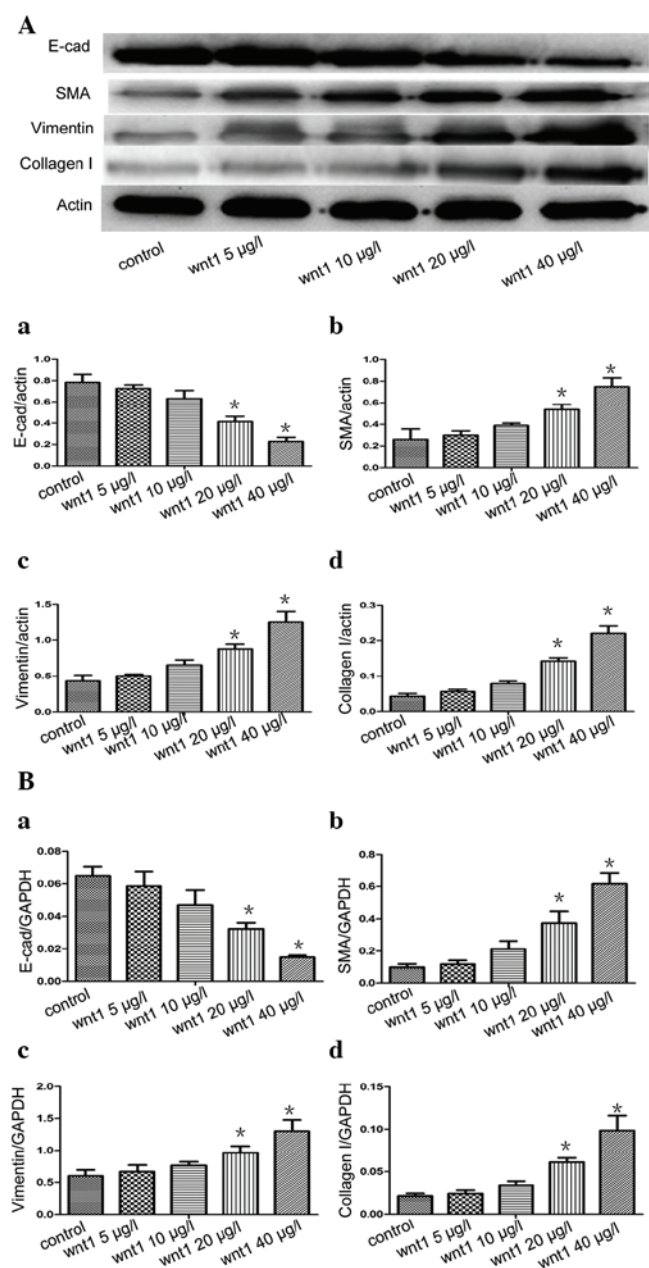 A
E-cad
SMA
Vimentin
Collagen I
Actin
control
wnt1 5 µg/l
wnt1 10 µg/l
wnt1 20 µg/l
wnt1 40 µg/l
a
E-cad/actin
1.0
0.8
0.6
0.4
0.2
0.0
*
*
control
wnt1 5 µg/l
wnt1 10 µg/l
wnt1 20 µg/l
wnt1 40 µg/l
b
SMA/actin
1.0
0.8
0.6
0.4
0.2
0.0
*
*
control
wnt1 5 µg/l
wnt1 10 µg/l
wnt1 20 µg/l
wnt1 40 µg/l
c
Vimentin/actin
1.5
1.0
0.5
0.0
*
*
control
wnt1 5 µg/l
wnt1 10 µg/l
wnt1 20 µg/l
wnt1 40 µg/l
d
Collagen I/actin
0.3
0.2
0.1
0.0
*
*
control
wnt1 5 µg/l
wnt1 10 µg/l
wnt1 20 µg/l
wnt1 40 µg/l
B
a
E-cad/GAPDH
0.08
0.06
0.04
0.02
0.00
*
*
control
wnt1 5 µg/l
wnt1 10 µg/l
wnt1 20 µg/l
wnt1 40 µg/l
b
SMA/GAPDH
0.8
0.6
0.4
0.2
0.0
*
*
control
wnt1 5 µg/l
wnt1 10 µg/l
wnt1 20 µg/l
wnt1 40 µg/l
c
Vimentin/GAPDH
2.0
1.5
1.0
0.5
0.0
*
*
control
wnt1 5 µg/l
wnt1 10 µg/l
wnt1 20 µg/l
wnt1 40 µg/l
d
Collagen I/GAPDH
0.15
0.10
0.05
0.00
*
*
control
wnt1 5 µg/l
wnt1 10 µg/l
wnt1 20 µg/l
wnt1 40 µg/l